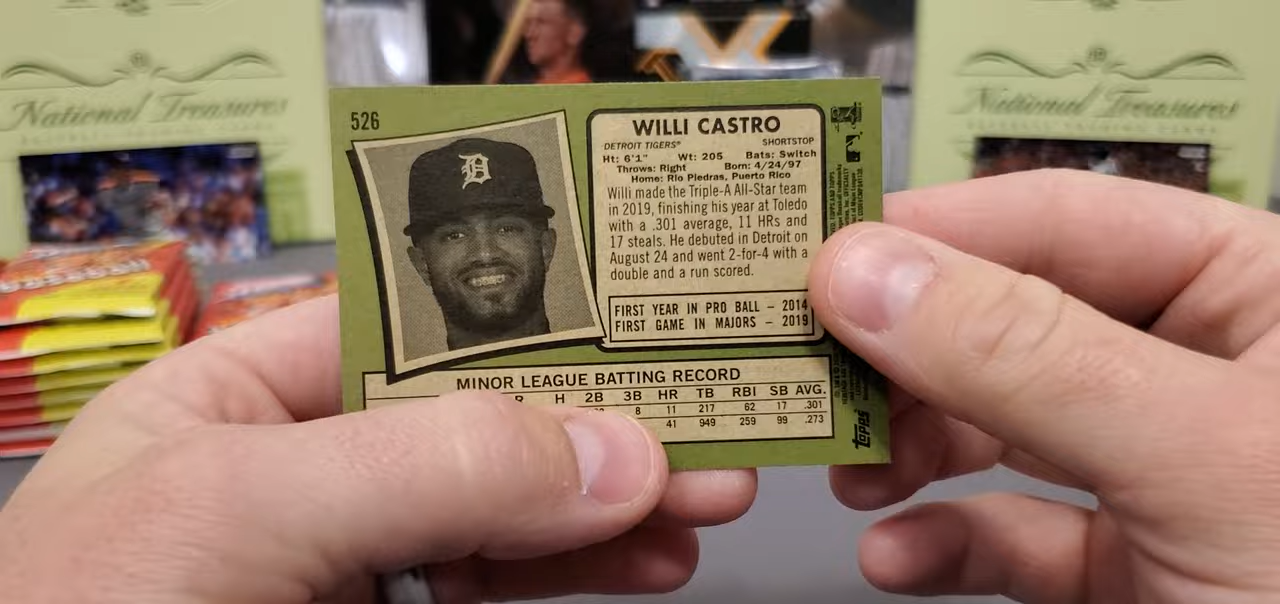 National Treasures
National Treasures
526
WILLI CASTRO
DETROIT TIGERS® SHORTSTOP
Ht: 6'1" Wt: 205 Bats: Switch
Throws: Right Born: 4/24/97
Home: Rio Piedras, Puerto Rico
Willi made the Triple-A All-Star team
in 2019, finishing his year at Toledo
with a .301 average, 11 HRs and
17 steals. He debuted in Detroit on
August 24 and went 2-for-4 with a
double and a run scored.
FIRST YEAR IN PRO BALL – 2014
FIRST GAME IN MAJORS – 2019
MINOR LEAGUE BATTING RECORD
R H 2B 3B HR TB RBI SB AVG.
8 11 217 62 17 .301
41 949 259 99 .273
topps